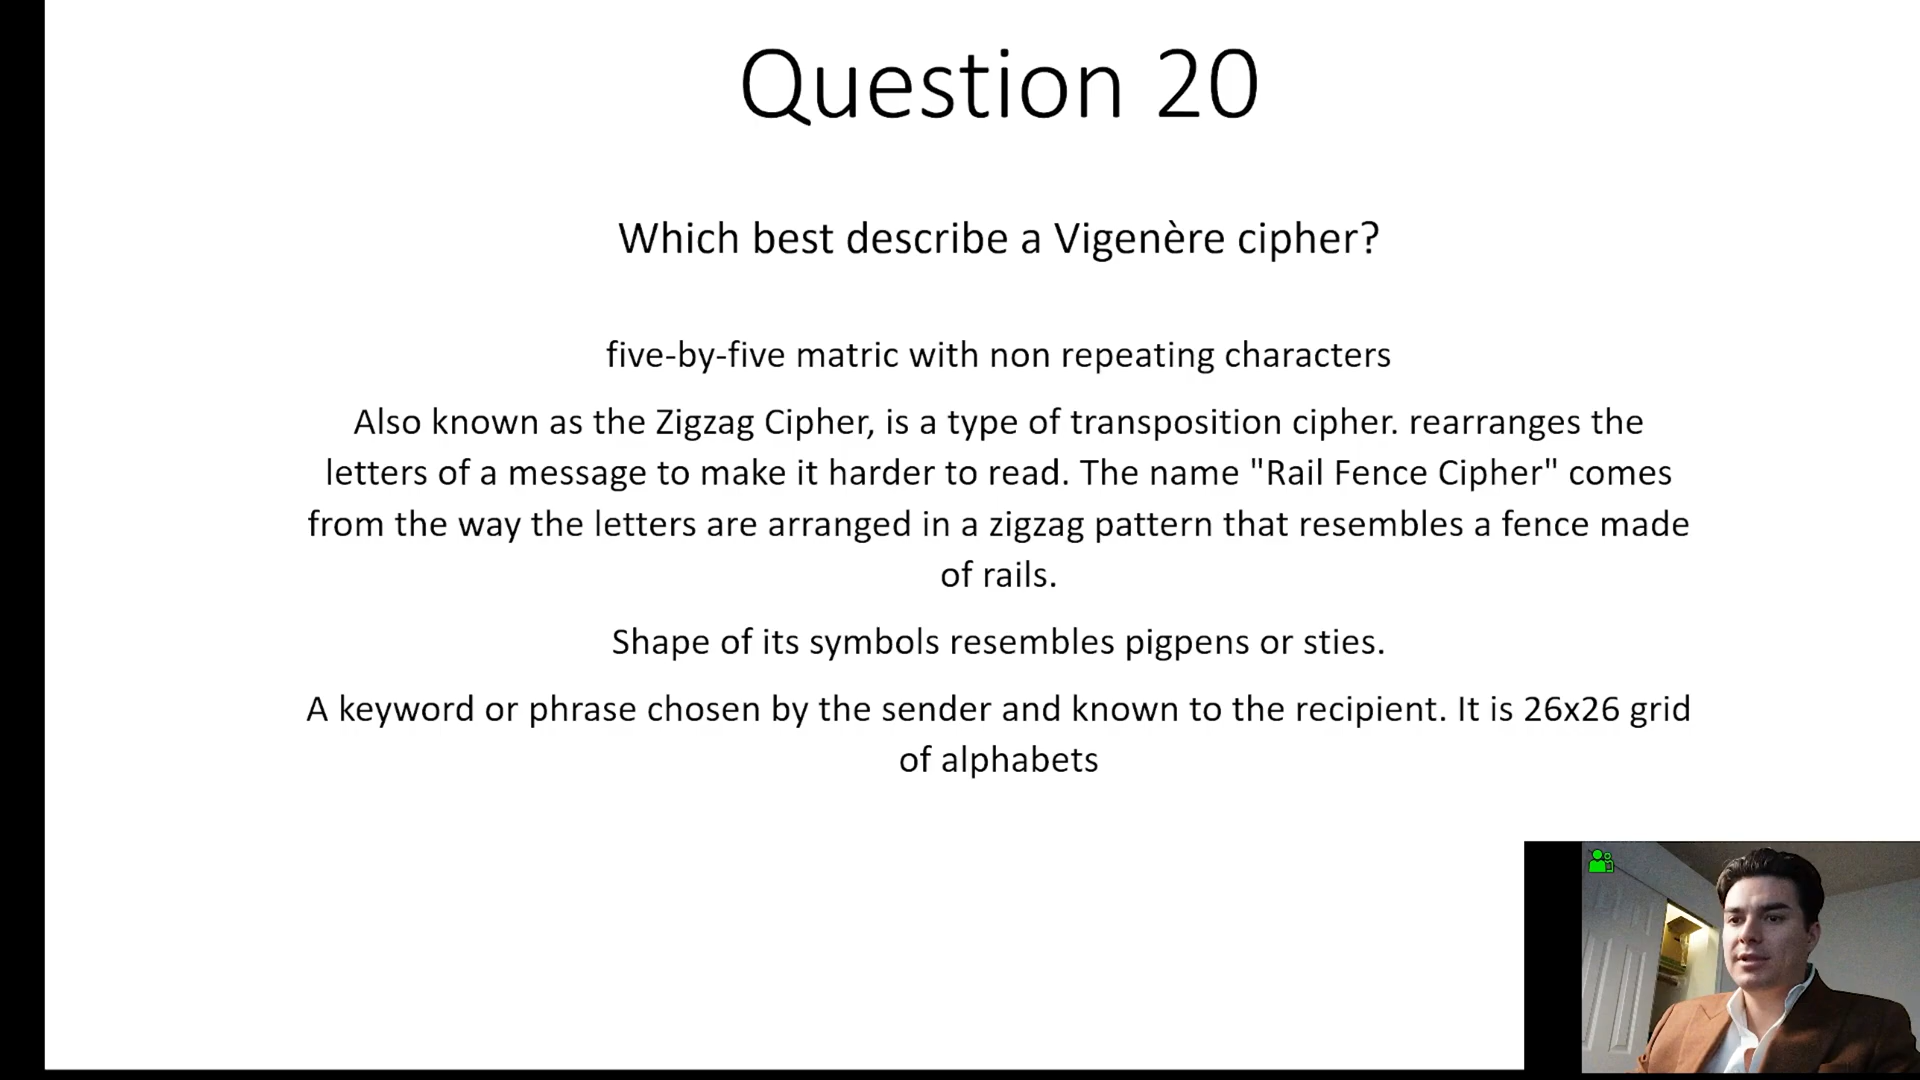 Question 20
Which best describe a Vigenère cipher?
five-by-five matric with non repeating characters
Also known as the Zigzag Cipher, is a type of transposition cipher. rearranges the
letters of a message to make it harder to read. The name "Rail Fence Cipher" comes
from the way the letters are arranged in a zigzag pattern that resembles a fence made
of rails.
Shape of its symbols resembles pigpens or sties.
A keyword or phrase chosen by the sender and known to the recipient. It is 26x26 grid
of alphabets